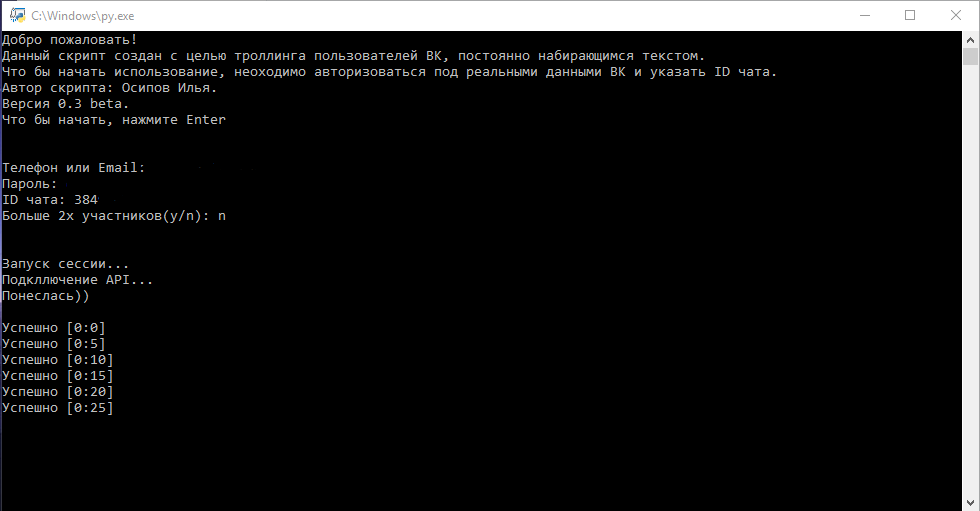 C:\Windows\py.exe
Добро пожаловать!
Данный скрипт создан с целью троллинга пользователей ВК, постоянно набирающимся текстом.
Что бы начать использование, неоходимо авторизоваться под реальными данными ВК и указать ID чата.
Автор скрипта: Осипов Илья.
Версия 0.3 beta.
Что бы начать, нажмите Enter
Телефон или Email:
Пароль:
ID чата: 384
Больше 2х участников(y/n): n
Запуск сессии...
Подкллючение API...
Понеслась))
Успешно [0:0]
Успешно [0:5]
Успешно [0:10]
Успешно [0:15]
Успешно [0:20]
Успешно [0:25]